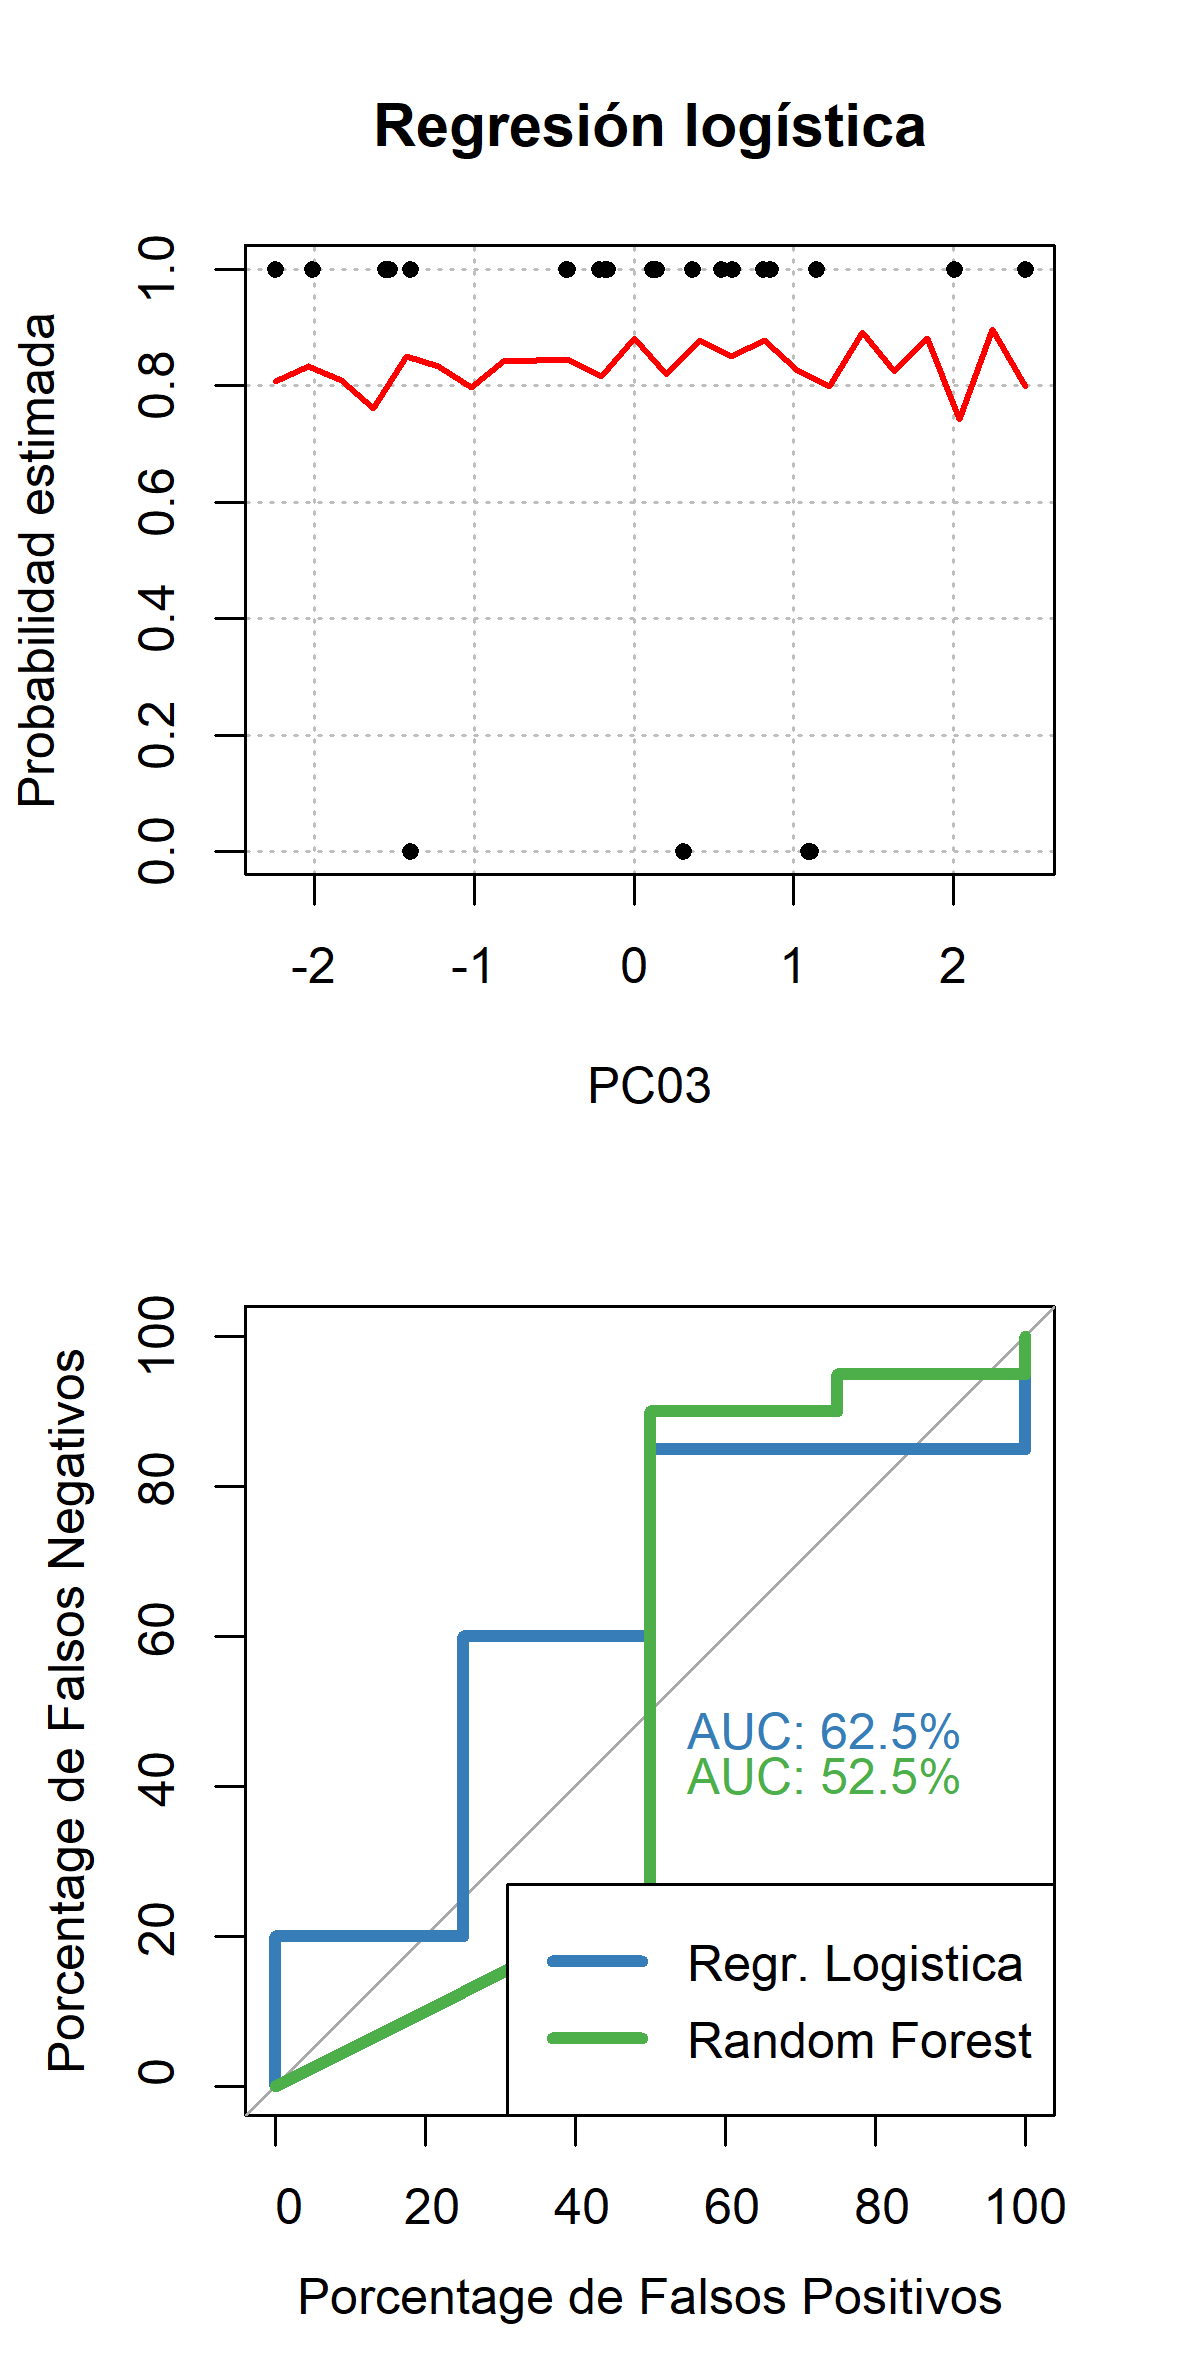 Regresión logística
Probabilidad estimada
1.0
0.8
0.6
0.4
0.2
0.0
-2 -1 0 1 2
PC03
Porcentage de Falsos Negativos
100
80
60
40
20
0
AUC: 62.5%
AUC: 52.5%
Regr. Logistica
Random Forest
0 20 40 60 80 100
Porcentage de Falsos Positivos